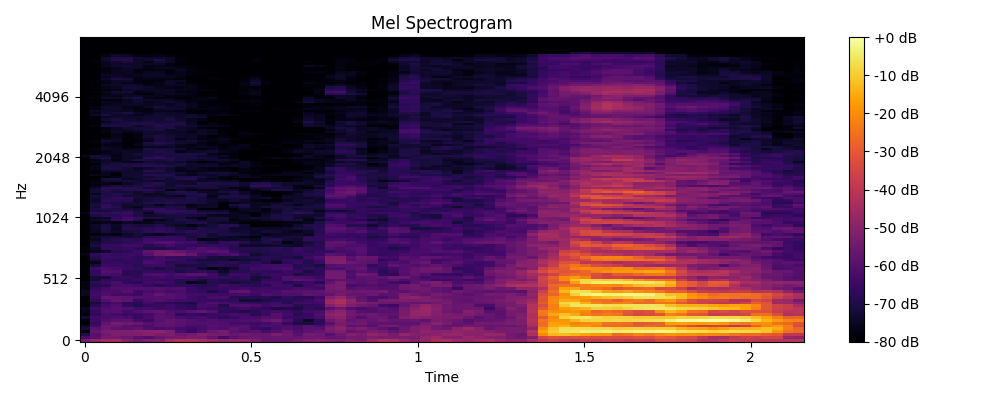 Mel Spectrogram
+0 dB
-10 dB
-20 dB
-30 dB
-40 dB
-50 dB
-60 dB
-70 dB
-80 dB
Hz
4096
2048
1024
512
0
0
0.5
1
1.5
2
Time